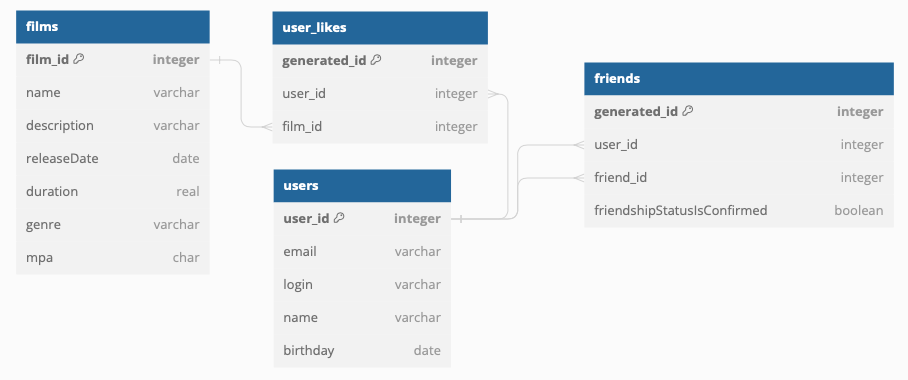 films
film_id integer
name varchar
description varchar
releaseDate date
duration real
genre varchar
mpa char
user_likes
generated_id integer
user_id integer
film_id integer
users
user_id integer
email varchar
login varchar
name varchar
birthday date
friends
generated_id integer
user_id integer
friend_id integer
friendshipStatusIsConfirmed boolean